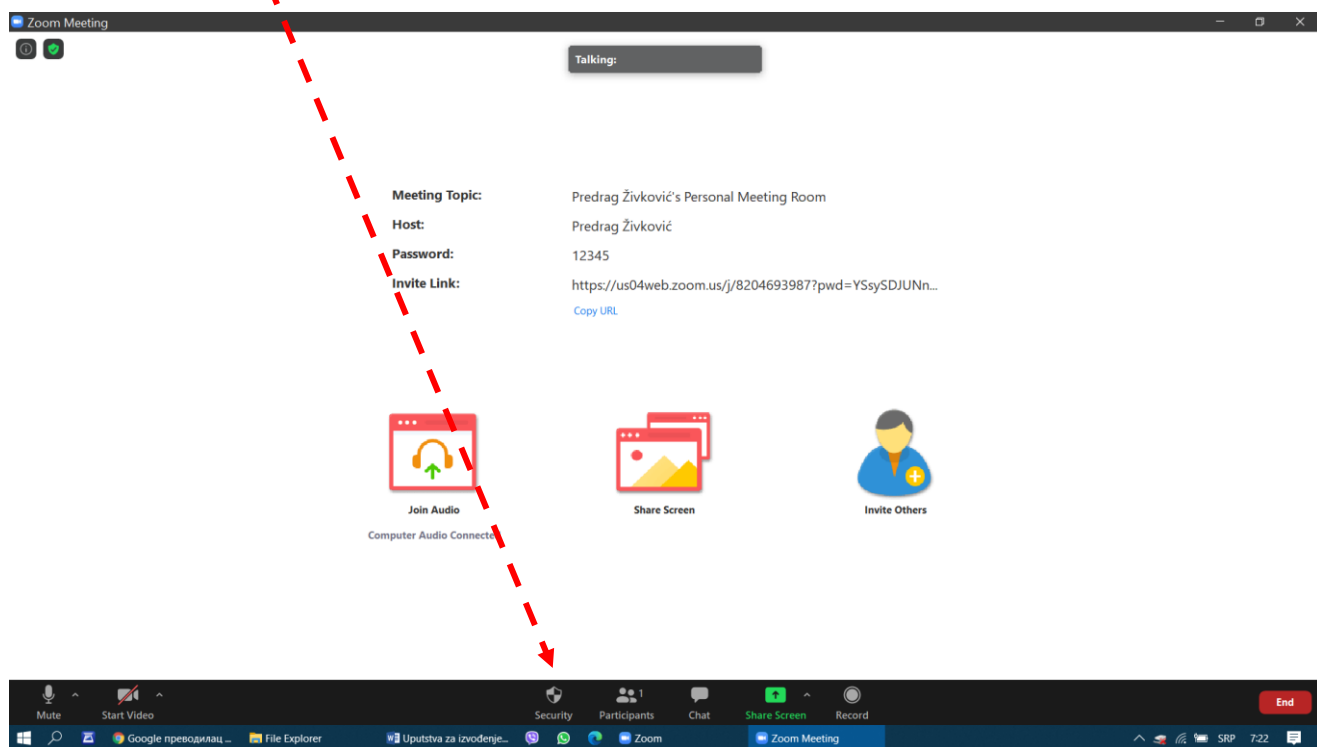 Zoom Meeting
Talking:
Meeting Topic: Predrag Živković's Personal Meeting Room
Host: Predrag Živković
Password: 12345
Invite Link: https://us04web.zoom.us/j/8204693987?pwd=YSsySDJUNn...
Copy URL
Join Audio Share Screen Invite Others
Computer Audio Connecte
1
Mute Start Video Security Participants Chat Share Screen Record End
Google преводилац ... File Explorer Uputstva za izvođenje... Zoom Zoom Meeting SRP 7:22